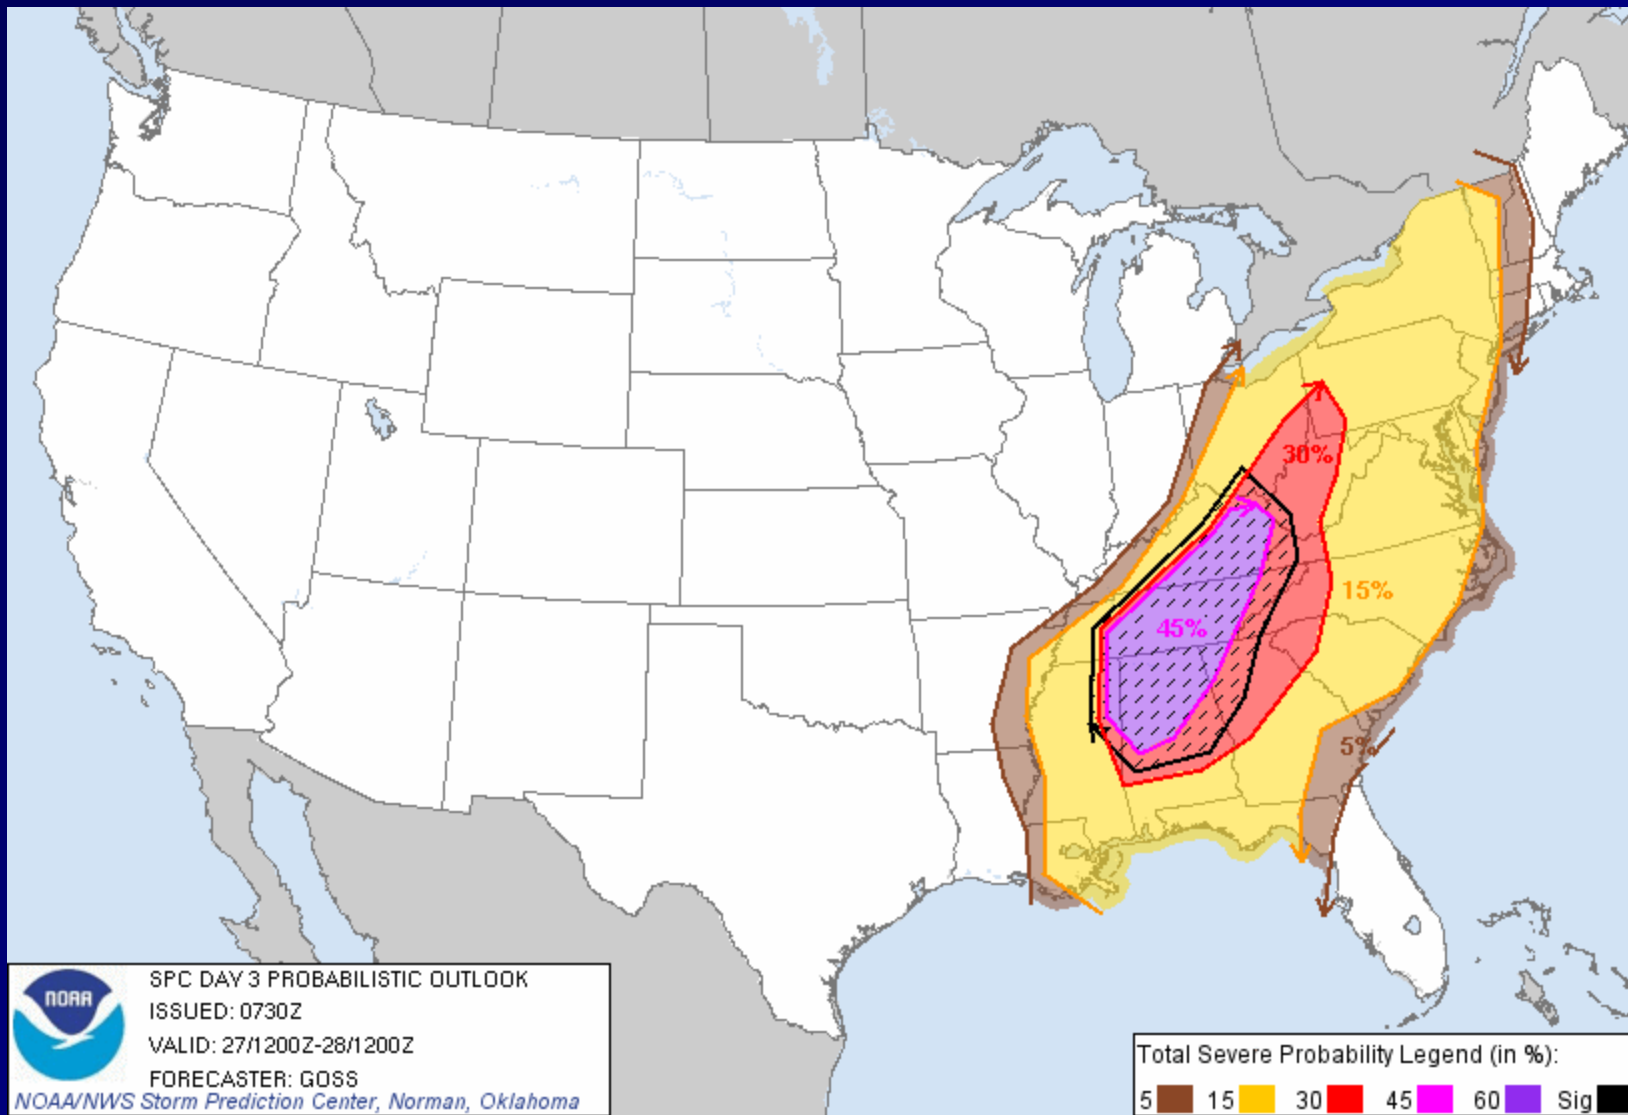 30%
15%
45%
5%
NOAA
SPC DAY 3 PROBABILISTIC OUTLOOK
ISSUED: 0730Z
VALID: 27/1200Z-28/1200Z
FORECASTER: GOSS
NOAA/NWS Storm Prediction Center, Norman, Oklahoma
Total Severe Probability Legend (in %):
5 15 30 45 60 Sig